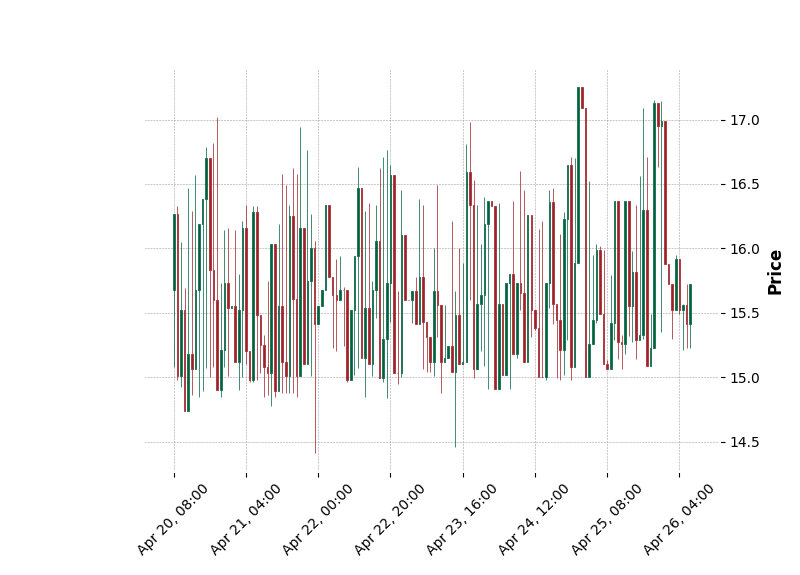 17.0
16.5
16.0
15.5
15.0
14.5
Price
Apr 20, 08:00
Apr 21, 04:00
Apr 22, 00:00
Apr 22, 20:00
Apr 23, 16:00
Apr 24, 12:00
Apr 25, 08:00
Apr 26, 04:00